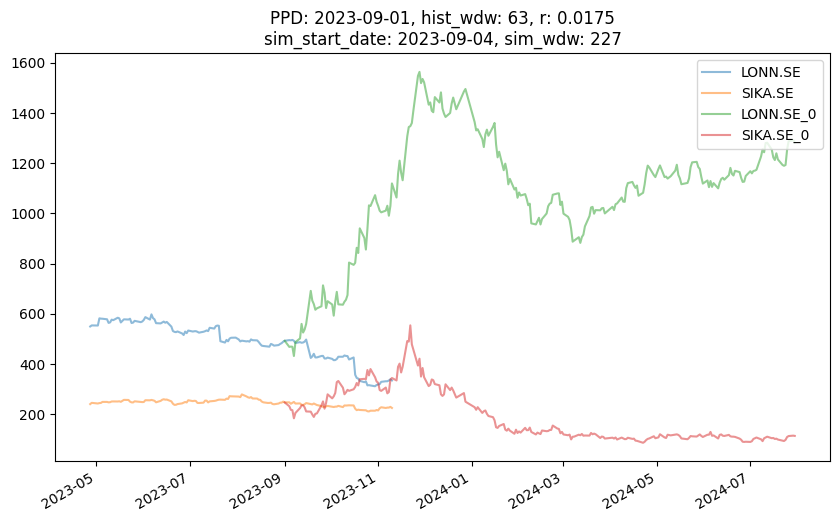 PPD: 2023-09-01, hist_wdw: 63, r: 0.0175
sim_start_date: 2023-09-04, sim_wdw: 227
LONN.SE
SIKA.SE
LONN.SE_0
SIKA.SE_0
1600
1400
1200
1000
800
600
400
200
2023-05
2023-07
2023-09
2023-11
2024-01
2024-03
2024-05
2024-07